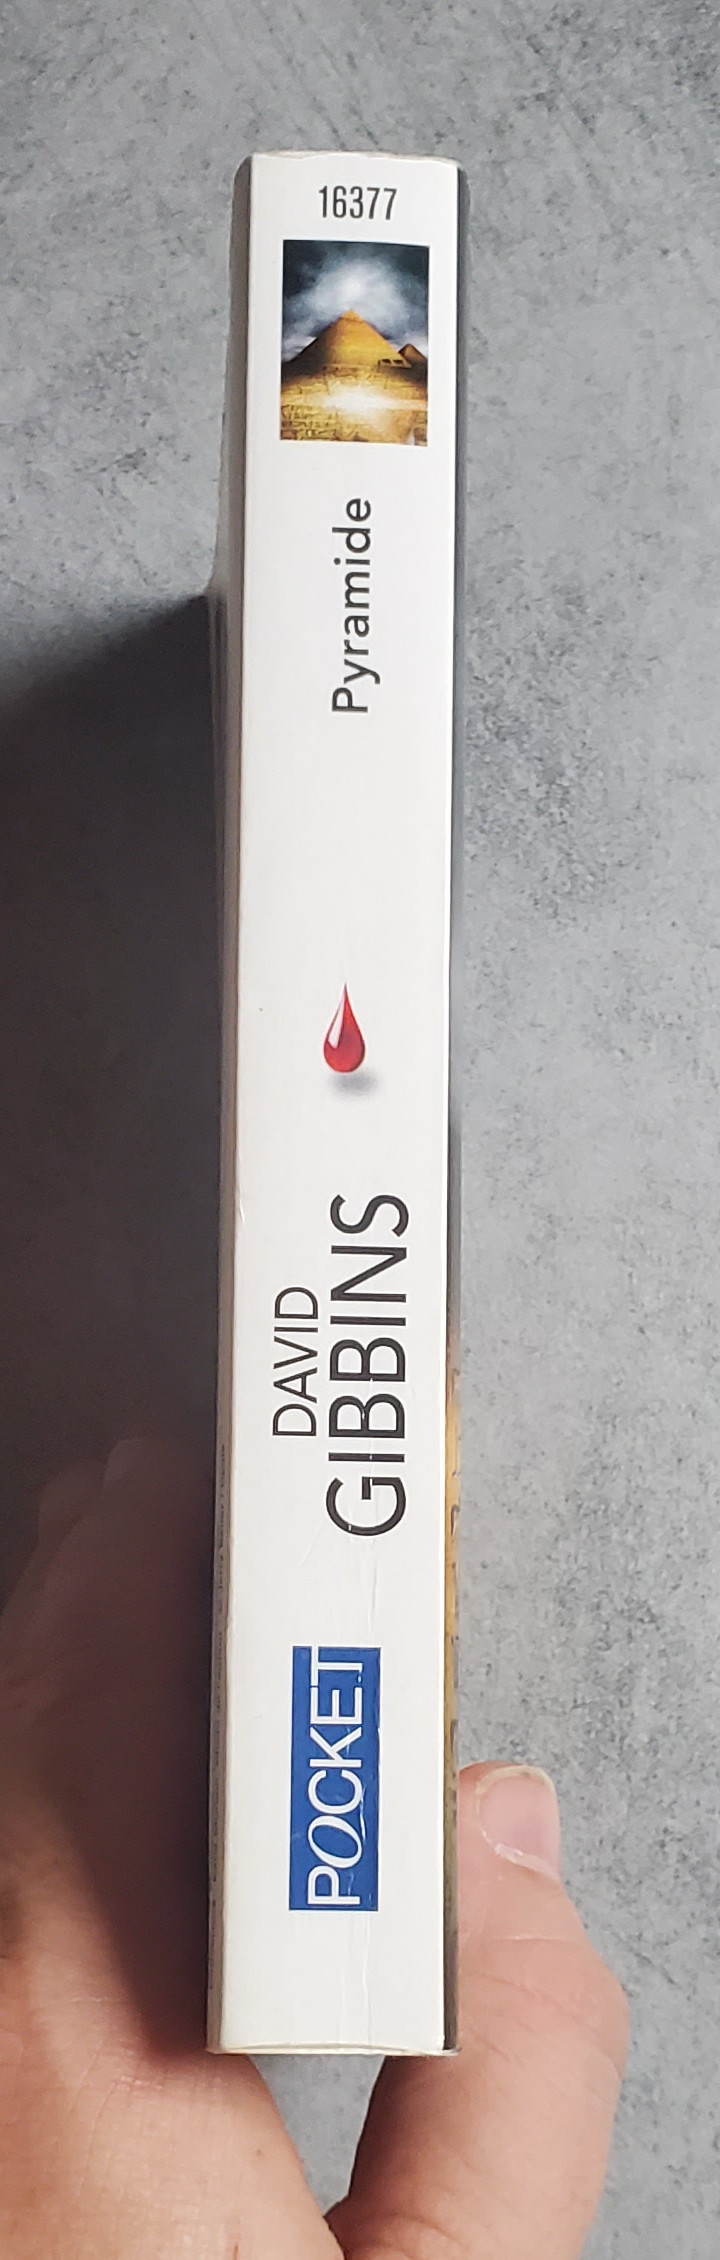 16377
Pyramide
DAVID
GIBBINS
POCKET